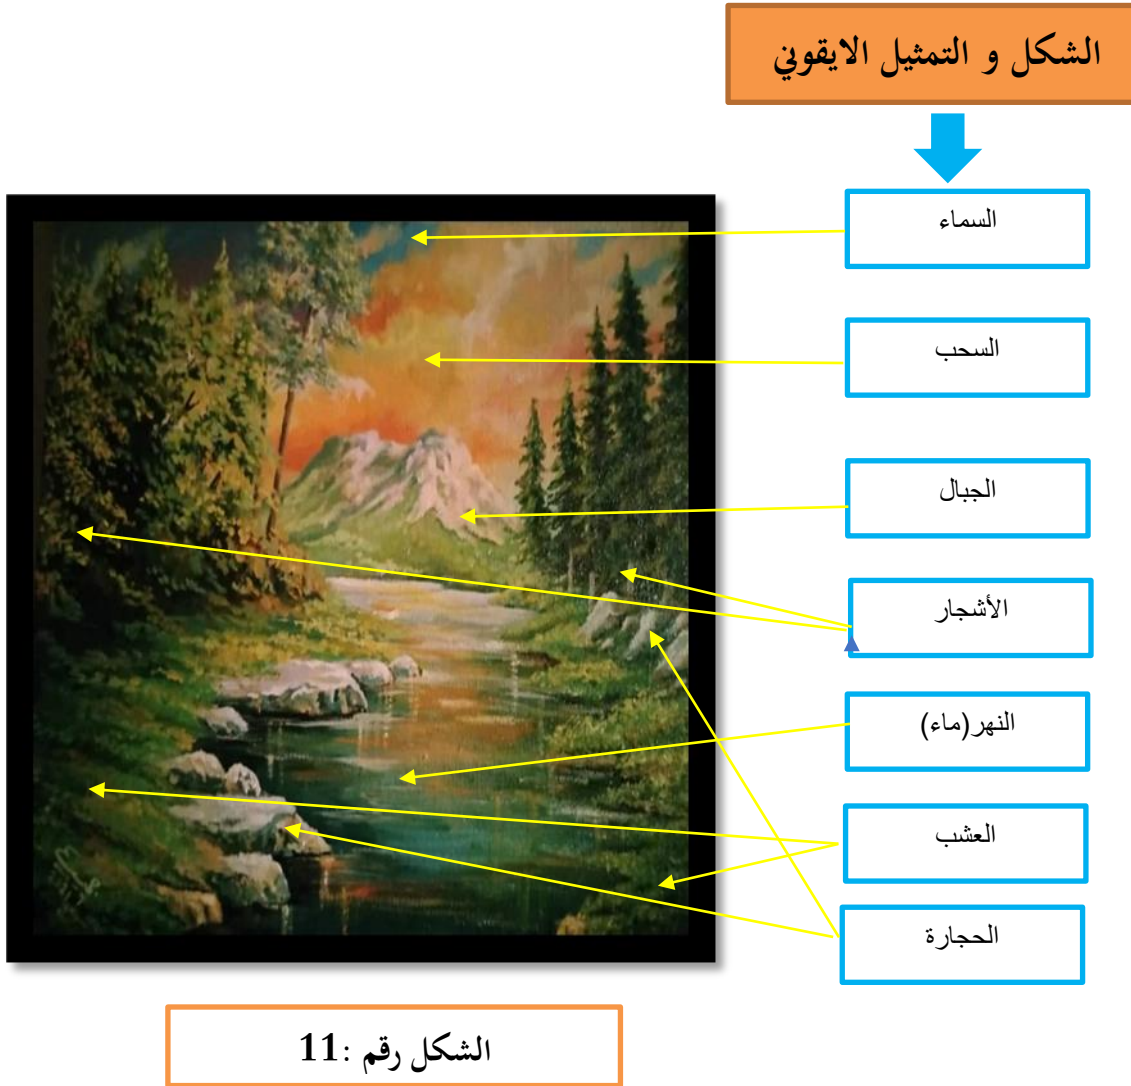 الشكل و التمثيل الايقوني
السماء
السحب
الجبال
الأشجار
النهر(ماء)
العشب
الحجارة
الشكل رقم :11